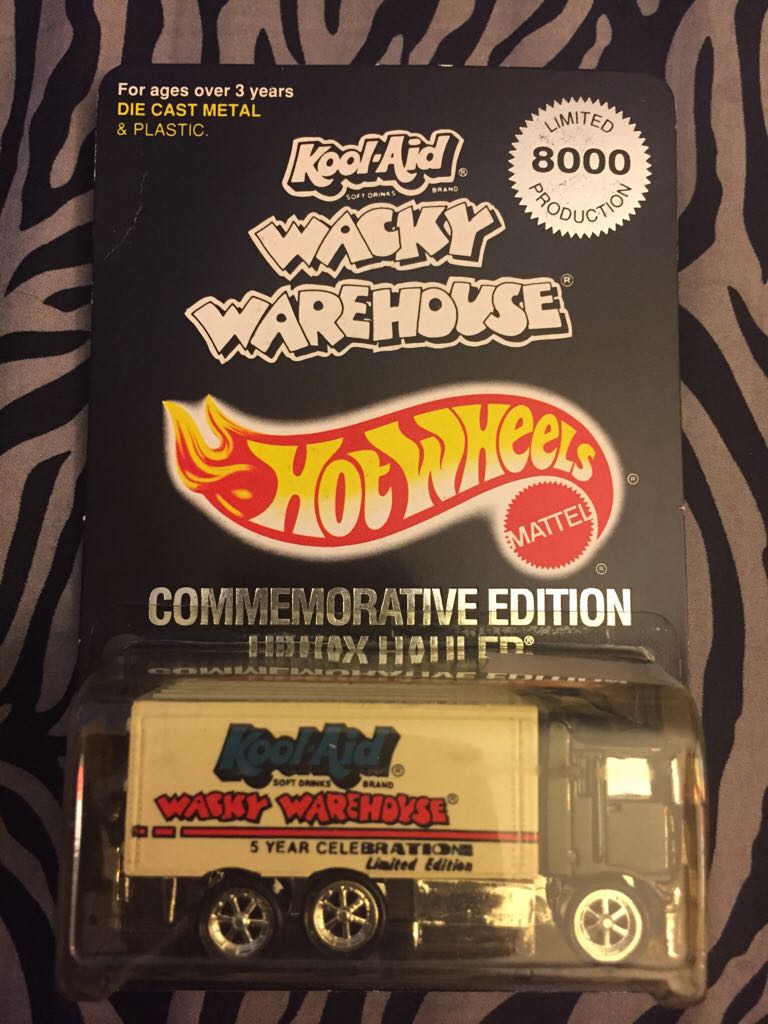 For ages over 3 years
DIE CAST METAL
& PLASTIC.
LIMITED
8000
PRODUCTION
Kool-Aid®
SOFT DRINKS BRAND
WACKY
WAREHOUSE®
HOT WHEELS®
MATTEL®
COMMEMORATIVE EDITION
HAULER®
Kool-Aid®
SOFT DRINKS BRAND
WACKY WAREHOUSE®
5 YEAR CELEBRATION
Limited Edition